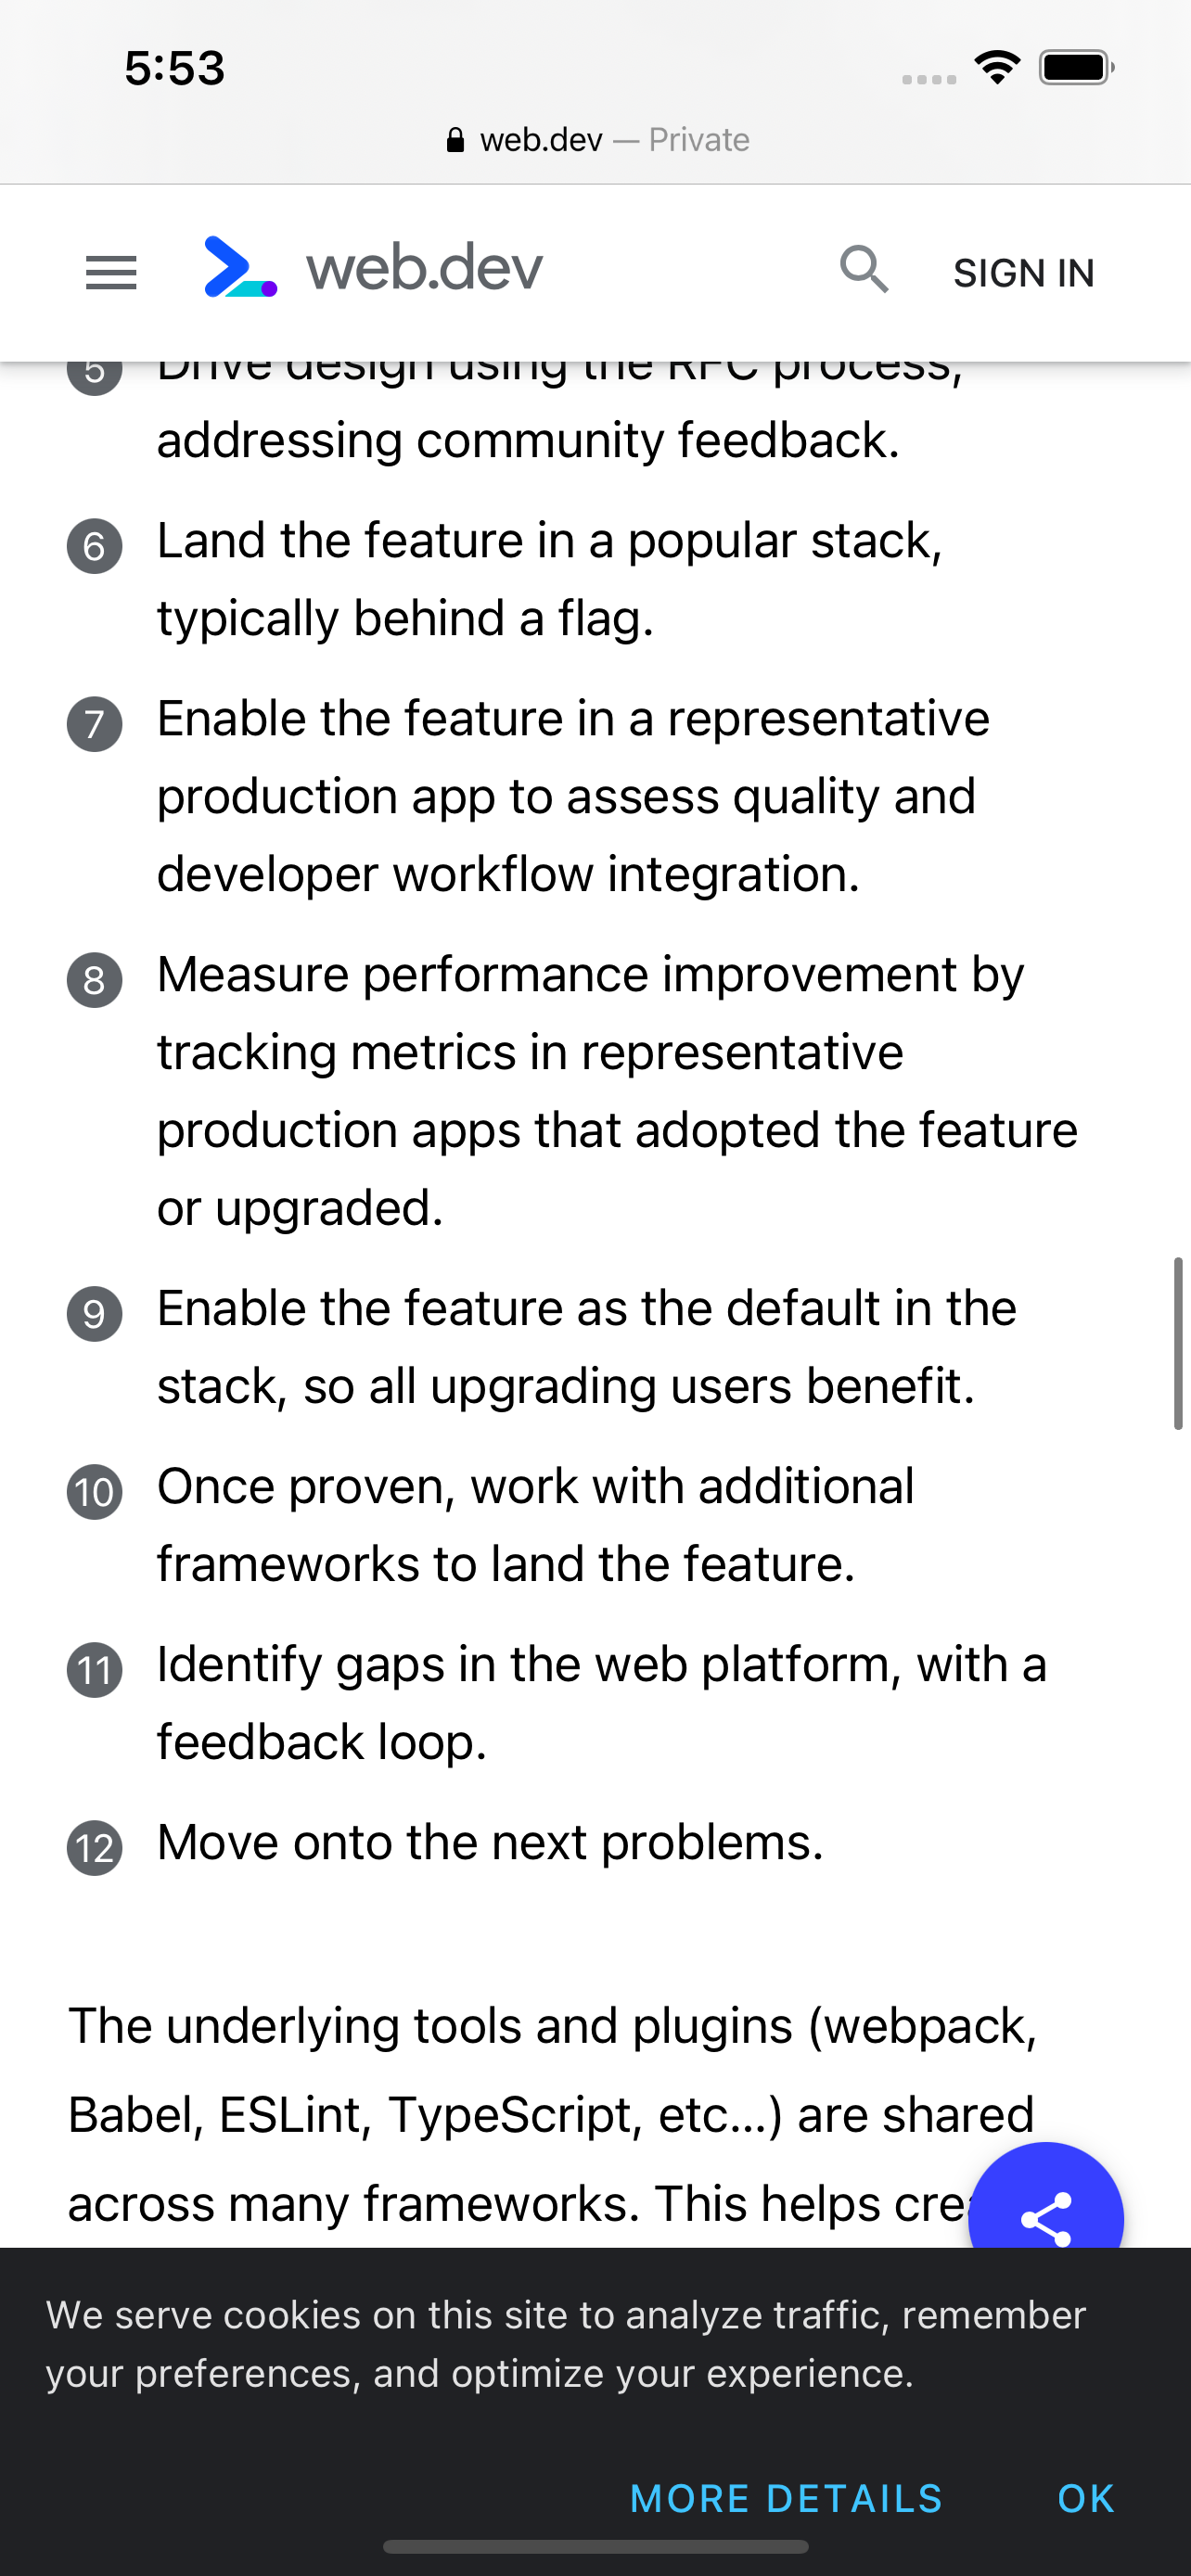 5:53
web.dev — Private
web.dev
SIGN IN
5 Drive design using the RFC process,
addressing community feedback.
6 Land the feature in a popular stack,
typically behind a flag.
7 Enable the feature in a representative
production app to assess quality and
developer workflow integration.
8 Measure performance improvement by
tracking metrics in representative
production apps that adopted the feature
or upgraded.
9 Enable the feature as the default in the
stack, so all upgrading users benefit.
10 Once proven, work with additional
frameworks to land the feature.
11 Identify gaps in the web platform, with a
feedback loop.
12 Move onto the next problems.
The underlying tools and plugins (webpack,
Babel, ESLint, TypeScript, etc...) are shared
across many frameworks. This helps
We serve cookies on this site to analyze traffic, remember
your preferences, and optimize your experience.
MORE DETAILS
OK